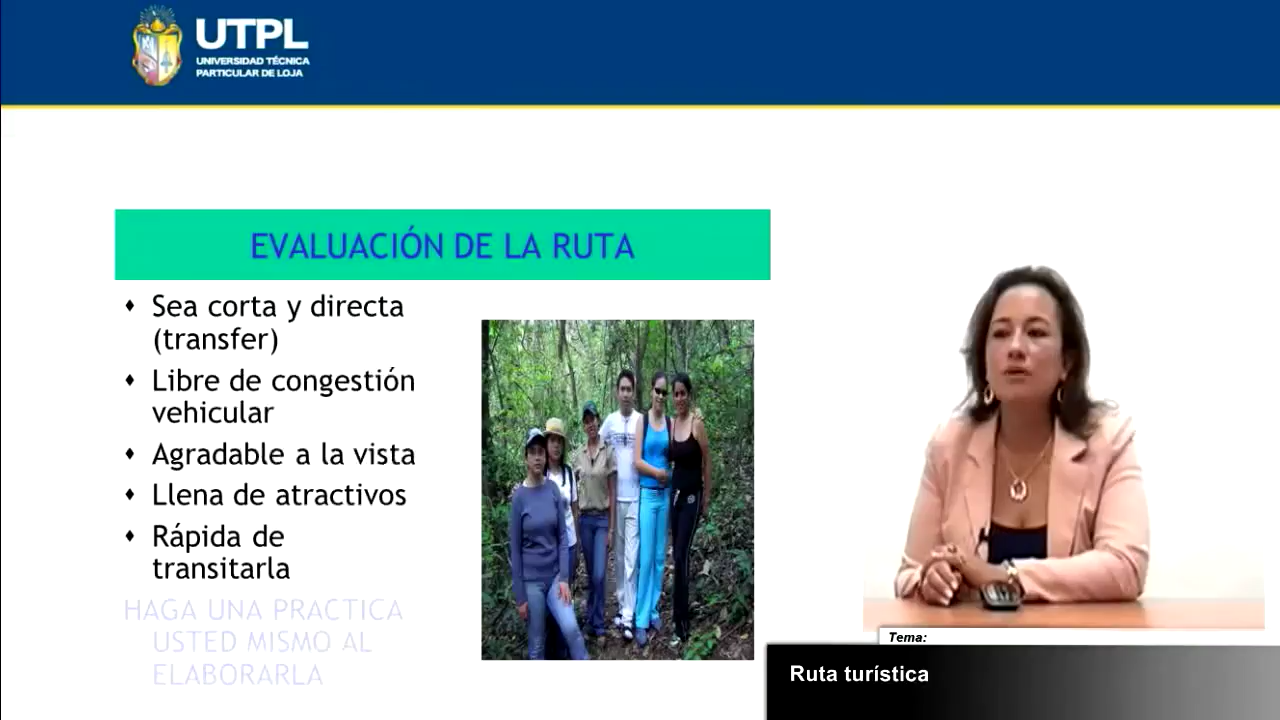 UTPL
UNIVERSIDAD TÉCNICA
PARTICULAR DE LOJA
EVALUACIÓN DE LA RUTA
Sea corta y directa
(transfer)
Libre de congestión
vehicular
Agradable a la vista
Llena de atractivos
Rápida de
transitarla
HAGA UNA PRACTICA
USTED MISMO AL
ELABORARLA
Tema:
Ruta turística